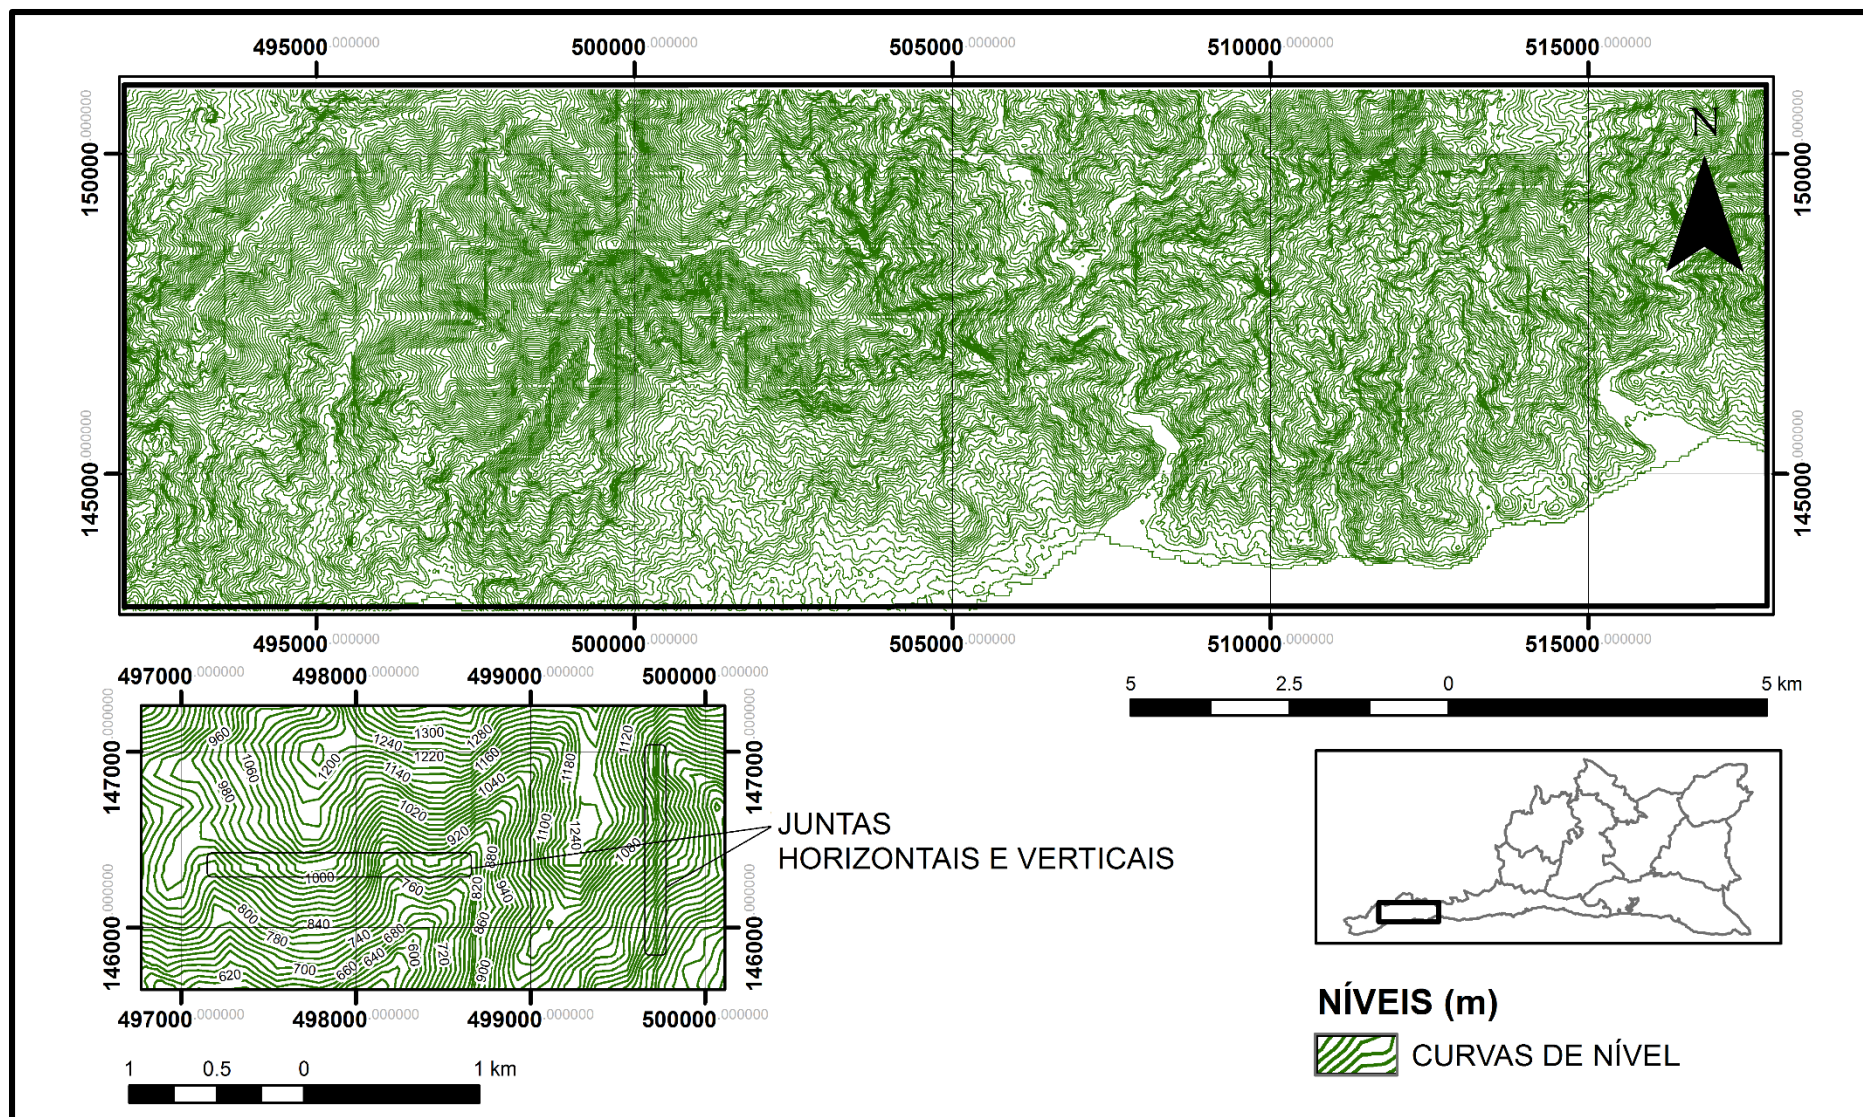 495000.000000 500000.000000 505000.000000 510000.000000 515000.000000
N
150000.000000 150000.000000
145000.000000 145000.000000
495000.000000 500000.000000 505000.000000 510000.000000 515000.000000
497000.000000 498000.000000 499000.000000 500000.000000
5 2.5 0 5 km
147000.000000 147000.000000
960 1240 1300 1280 1120
1060 1200 1220 1160 1180
980 1140 1040
1020 920 1100 1240
880 1080
1000 760 820 940
800 840 860
780 740 680
620 700 660 640 600 720 900
146000.000000 146000.000000
JUNTAS
HORIZONTAIS E VERTICAIS
497000.000000 498000.000000 499000.000000 500000.000000
1 0.5 0 1 km
NÍVEIS (m)
CURVAS DE NÍVEL